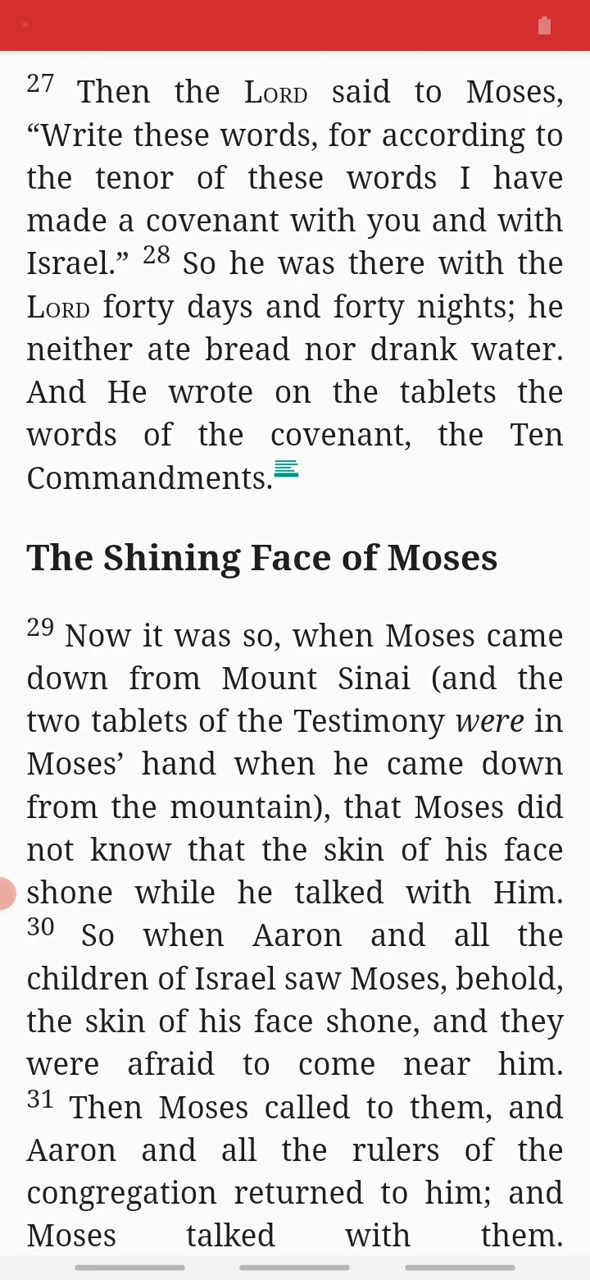 27 Then the LORD said to Moses,
“Write these words, for according to
the tenor of these words I have
made a covenant with you and with
Israel.” 28 So he was there with the
LORD forty days and forty nights; he
neither ate bread nor drank water.
And He wrote on the tablets the
words of the covenant, the Ten
Commandments.
The Shining Face of Moses
29 Now it was so, when Moses came
down from Mount Sinai (and the
two tablets of the Testimony were in
Moses’ hand when he came down
from the mountain), that Moses did
not know that the skin of his face
shone while he talked with Him.
30 So when Aaron and all the
children of Israel saw Moses, behold,
the skin of his face shone, and they
were afraid to come near him.
31 Then Moses called to them, and
Aaron and all the rulers of the
congregation returned to him; and
Moses talked with them.